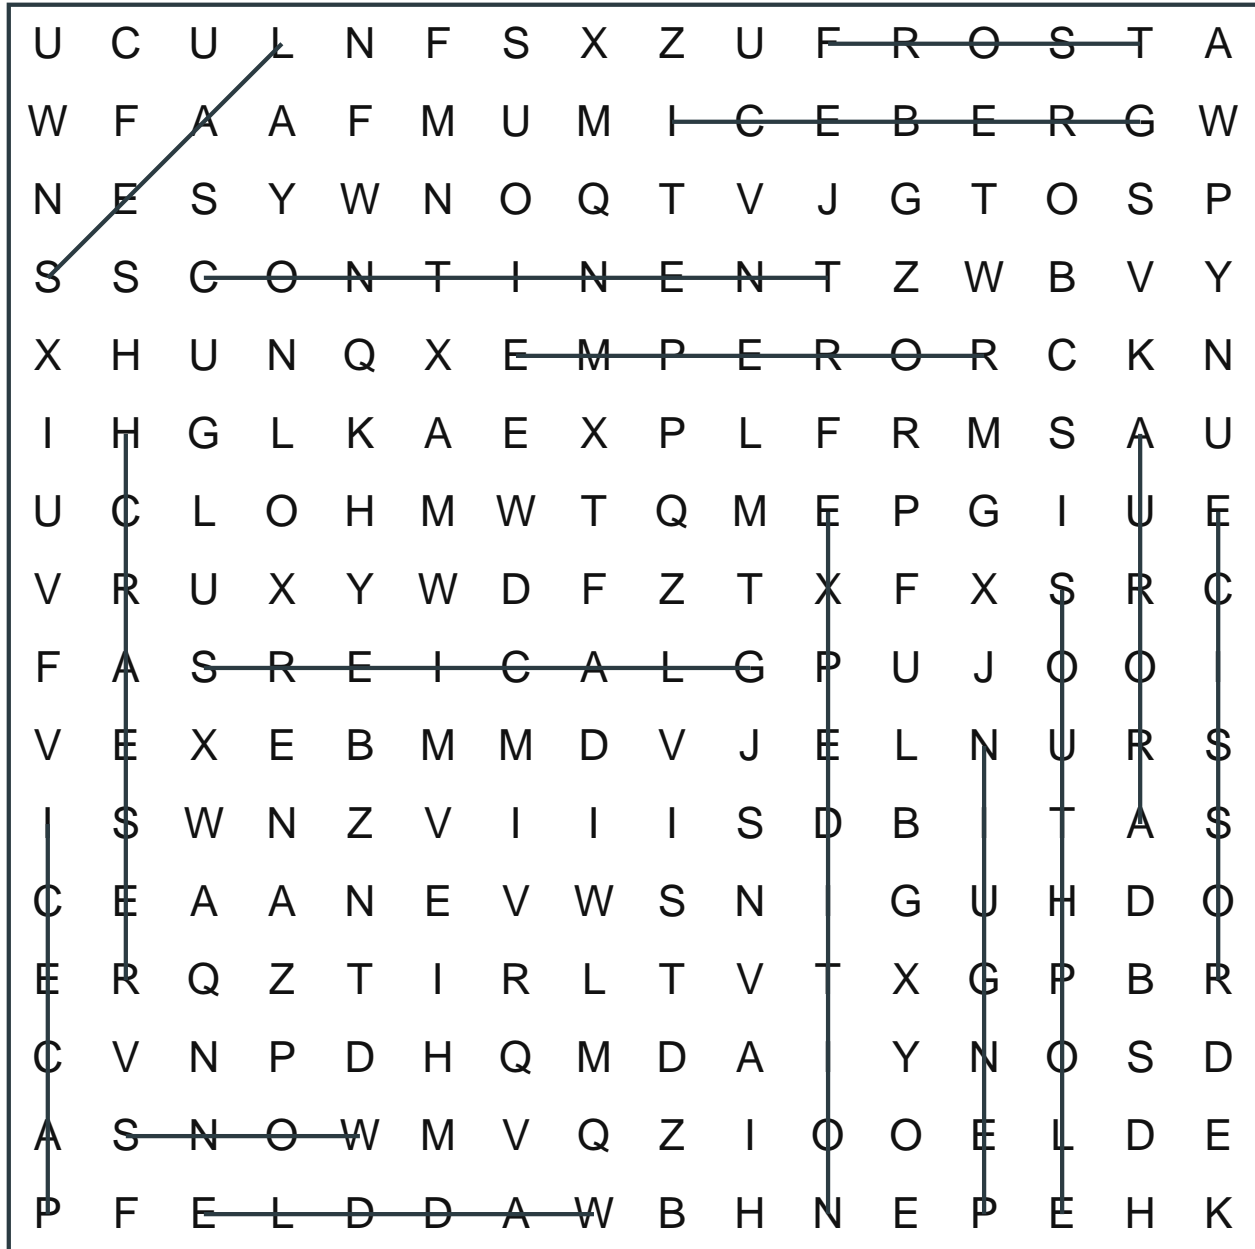 U C U L N F S X Z U F R O S T A
W F A A F M U M I C E B E R G W
N E S Y W N O Q T V J G T O S P
S S C O N T I N E N T Z W B V Y
X H U N Q X E M P E R O R C K N
I H G L K A E X P L F R M S A U
U C L O H M W T Q M E P G I U E
V R U X Y W D F Z T X F X S R C
F A S R E I C A L G P U J O O I
V E X E B M M D V J E L N U R S
I S W N Z V I I I S D B I T A S
C E A A N E V W S N I G U H D O
E R Q Z T I R L T V T X G P B R
C V N P D H Q M D A I Y N O S D
A S N O W M V Q Z I O O E L D E
P F E L D D A W B H N E P E H K